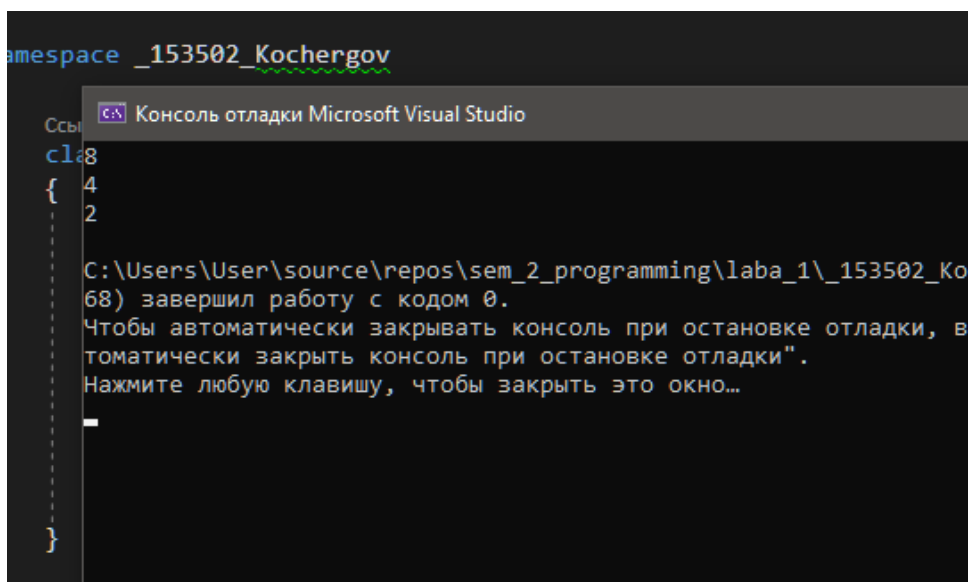 amespace _153502_Kochergov
Консоль отладки Microsoft Visual Studio
Ссы
cla
8
{
4
2
C:\Users\User\source\repos\sem_2_programming\laba_1\_153502_Ko
68) завершил работу с кодом 0.
Чтобы автоматически закрывать консоль при остановке отладки, в
томатически закрыть консоль при остановке отладки".
Нажмите любую клавишу, чтобы закрыть это окно…
}